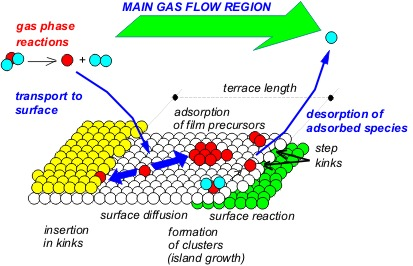 MAIN GAS FLOW REGION
gas phase
reactions
+
transport to
surface
terrace length
adsorption
of film precursors
desorption of
adsorbed species
step
kinks
surface diffusion
surface reaction
insertion
in kinks
formation
of clusters
(island growth)